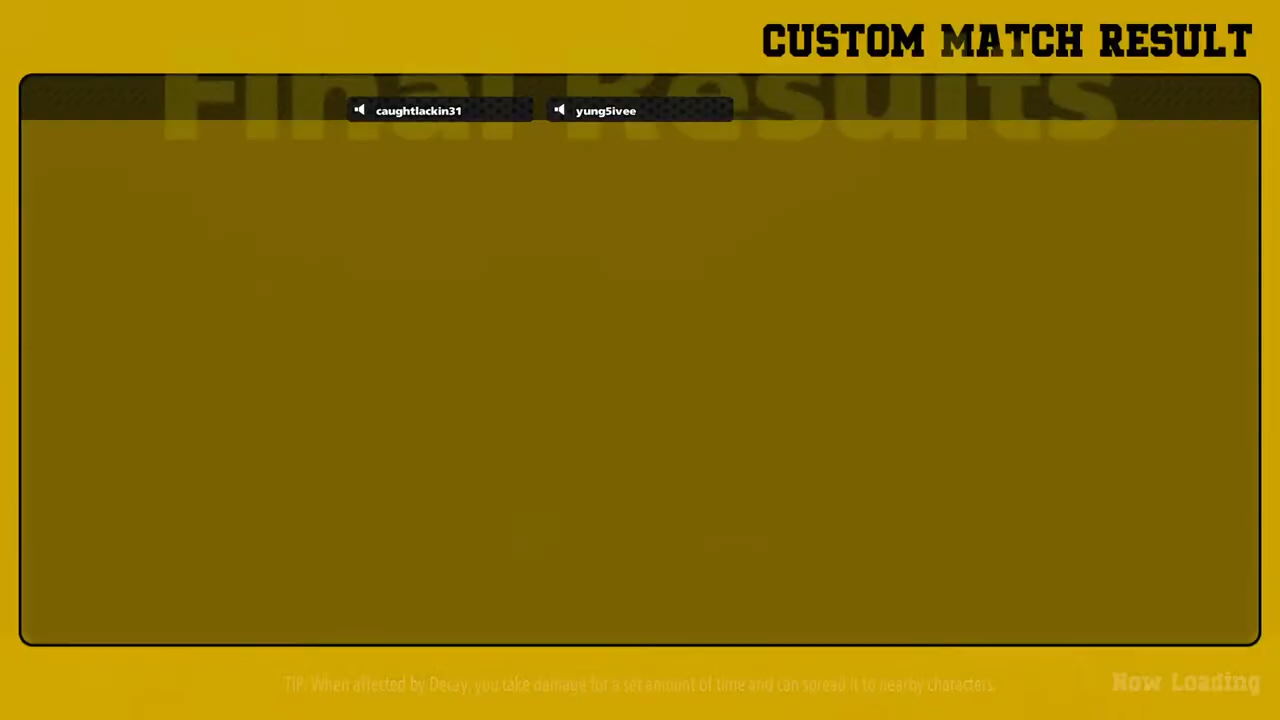 CUSTOM MATCH RESULT
Final Results
caughtlackin31
yung5ivee
TIP: When affected by Decay, you take damage for a set amount of time and can spread it to nearby characters.
Now Loading